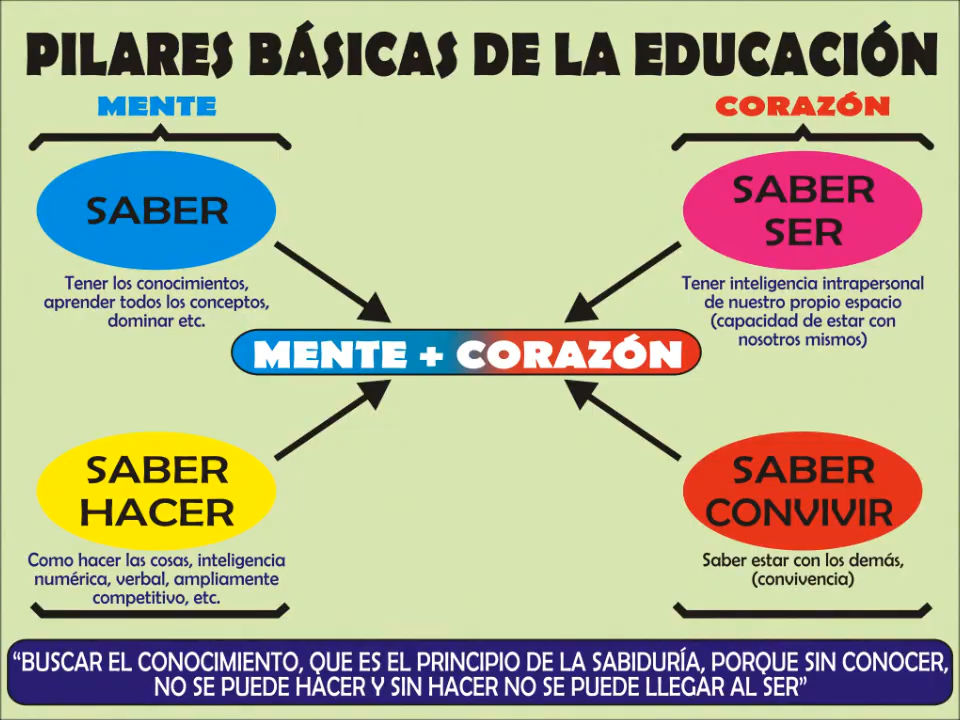 PILARES BÁSICAS DE LA EDUCACIÓN
MENTE
CORAZÓN
SABER
Tener los conocimientos,
aprender todos los conceptos,
dominar etc.
SABER
SER
Tener inteligencia intrapersonal
de nuestro propio espacio
(capacidad de estar con
nosotros mismos)
MENTE + CORAZÓN
SABER
HACER
Como hacer las cosas, inteligencia
numérica, verbal, ampliamente
competitivo, etc.
SABER
CONVIVIR
Saber estar con los demás,
(convivencia)
“BUSCAR EL CONOCIMIENTO, QUE ES EL PRINCIPIO DE LA SABIDURÍA, PORQUE SIN CONOCER,
NO SE PUEDE HACER Y SIN HACER NO SE PUEDE LLEGAR AL SER”